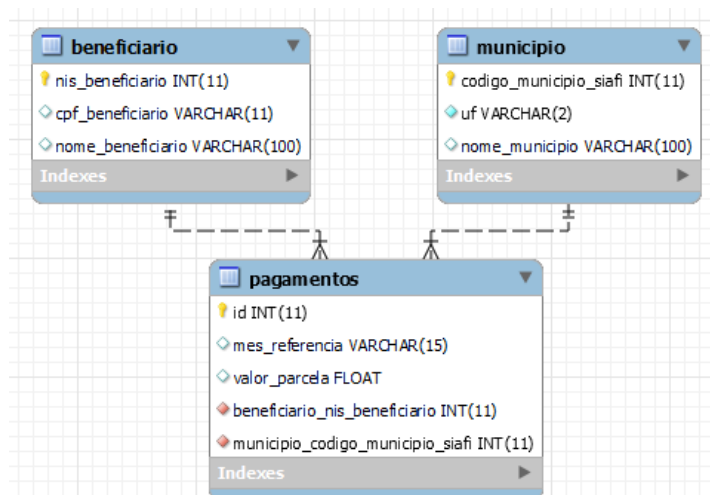 beneficiario
nis_beneficiario INT(11)
cpf_beneficiario VARCHAR(11)
nome_beneficiario VARCHAR(100)
Indexes
municipio
codigo_municipio_siafi INT(11)
uf VARCHAR(2)
nome_municipio VARCHAR(100)
Indexes
pagamentos
id INT(11)
mes_referencia VARCHAR(15)
valor_parcela FLOAT
beneficiario_nis_beneficiario INT(11)
municipio_codigo_municipio_siafi INT(11)
Indexes